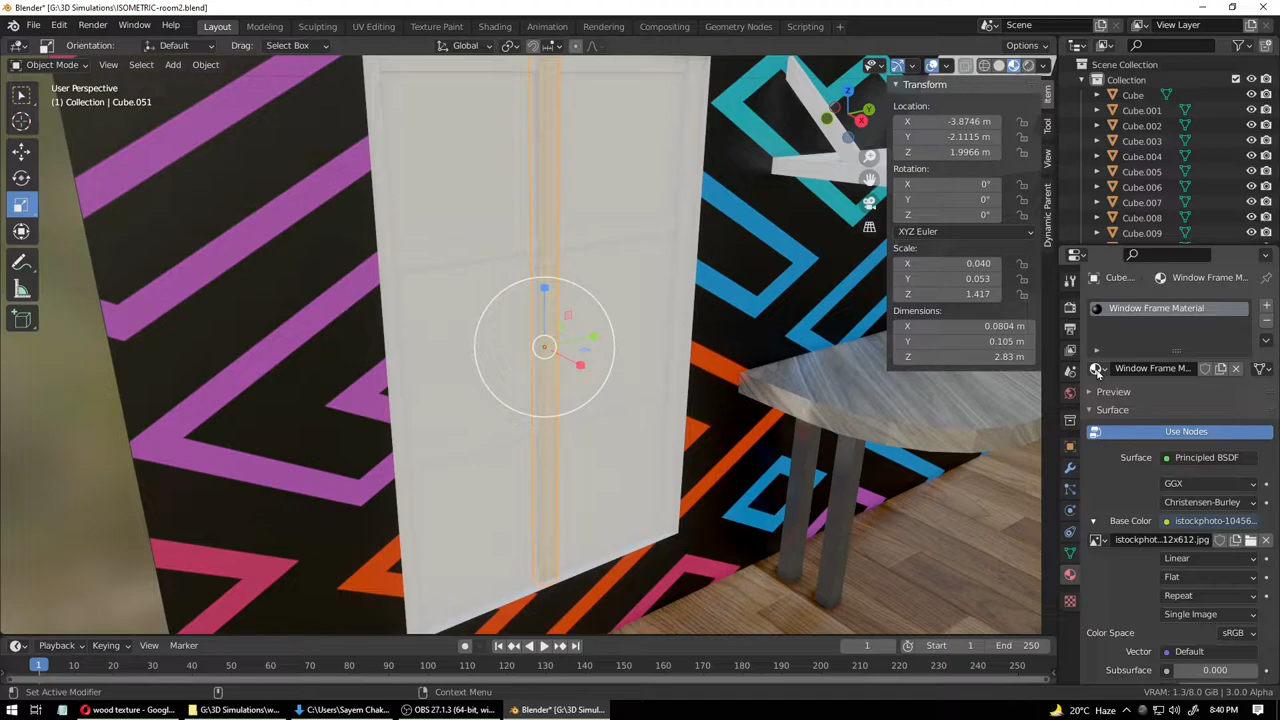 Blender* [G:\3D Simulations\ISOMETRIC-room2.blend]
File Edit Render Window Help Layout Modeling Sculpting UV Editing Texture Paint Shading Animation Rendering Compositing Geometry Nodes Scripting Scene View Layer
Orientation: Default Drag: Select Box Global Options
Object Mode View Select Add Object
User Perspective
(1) Collection | Cube.051
Transform
Location:
X -3.8746 m
Y -2.1115 m
Z 1.9966 m
Rotation:
X 0°
Y 0°
Z 0°
XYZ Euler
Scale:
X 0.040
Y 0.053
Z 1.417
Dimensions:
X 0.0804 m
Y 0.105 m
Z 2.83 m
Item
Tool
View
Dynamic Parent
Z
Y
X
Scene Collection
Collection
Cube
Cube.001
Cube.002
Cube.003
Cube.004
Cube.005
Cube.006
Cube.007
Cube.008
Cube.009
Cube... Window Frame M...
Window Frame Material
Window Frame M...
Preview
Surface
Use Nodes
Surface Principled BSDF
GGX
Christensen-Burley
Base Color istockphoto-10456...
istockphot...12x612.jpg
Linear
Flat
Repeat
Single Image
Color Space sRGB
Vector Default
Subsurface 0.000
Playback Keying View Marker 1 Start 1 End 250
1 10 20 30 40 50 60 70 80 90 100 110 120 130 140 150 160 170 180 190 200 210 220 230 240 250
Set Active Modifier Context Menu VRAM: 1.3/8.0 GiB | 3.0.0 Alpha
wood texture - Googl... G:\3D Simulations\w... C:\Users\Sayem Chak... OBS 27.1.3 (64-bit, wi... Blender* [G:\3D Simul... 20°C Haze 8:40 PM